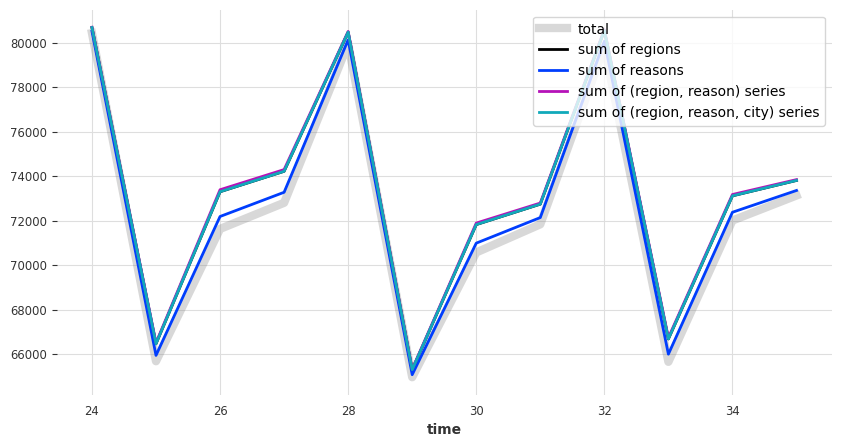 80000
78000
76000
74000
72000
70000
68000
66000
24
26
28
30
32
34
time
total
sum of regions
sum of reasons
sum of (region, reason) series
sum of (region, reason, city) series